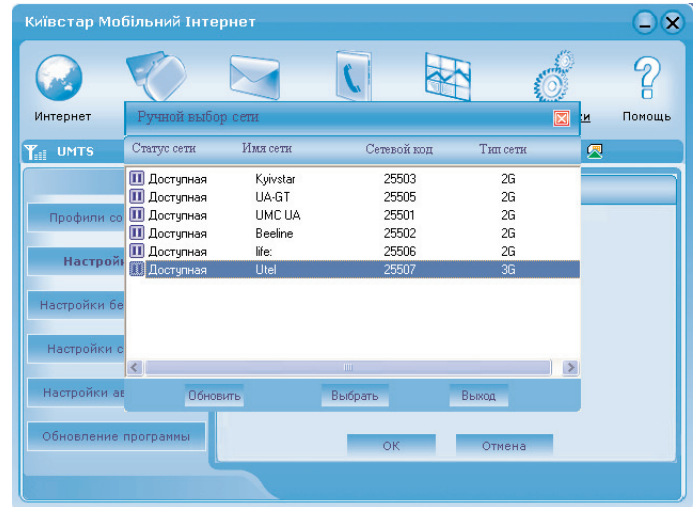 Київстар Мобільний Інтернет
Интернет
Помощь
Ручной выбор сети
UMTS
Статус сети Имя сети Сетевой код Тип сети
Доступная Kyivstar 25503 2G
Доступная UA-GT 25505 2G
Доступная UMC UA 25501 2G
Доступная Beeline 25502 2G
Доступная life: 25506 2G
Доступная Utel 25507 3G
Профили со
Настрой
Настройки бе
Настройки с
Настройки ав
Обновить Выбрать Выход
Обновление программы
OK Отмена